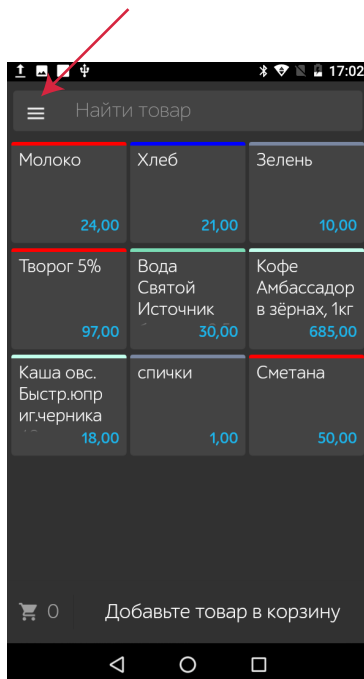 17:02
Найти товар
Молоко
24,00
Хлеб
21,00
Зелень
10,00
Творог 5%
97,00
Вода
Святой
Источник
30,00
Кофе
Амбассадор
в зёрнах, 1кг
685,00
Каша овс.
Быстр.юпр
иг.черника
18,00
спички
1,00
Сметана
50,00
0
Добавьте товар в корзину